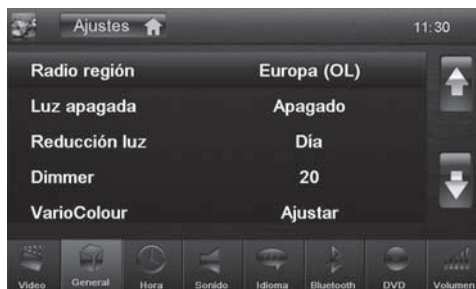 Ajustes 11:30
Radio región Europa (OL)
Luz apagada Apagado
Reducción luz Día
Dimmer 20
VarioColour Ajustar
Video General Hora Sonido Idioma Bluetooth DVD Volumen